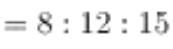 = 8 : 12 : 15